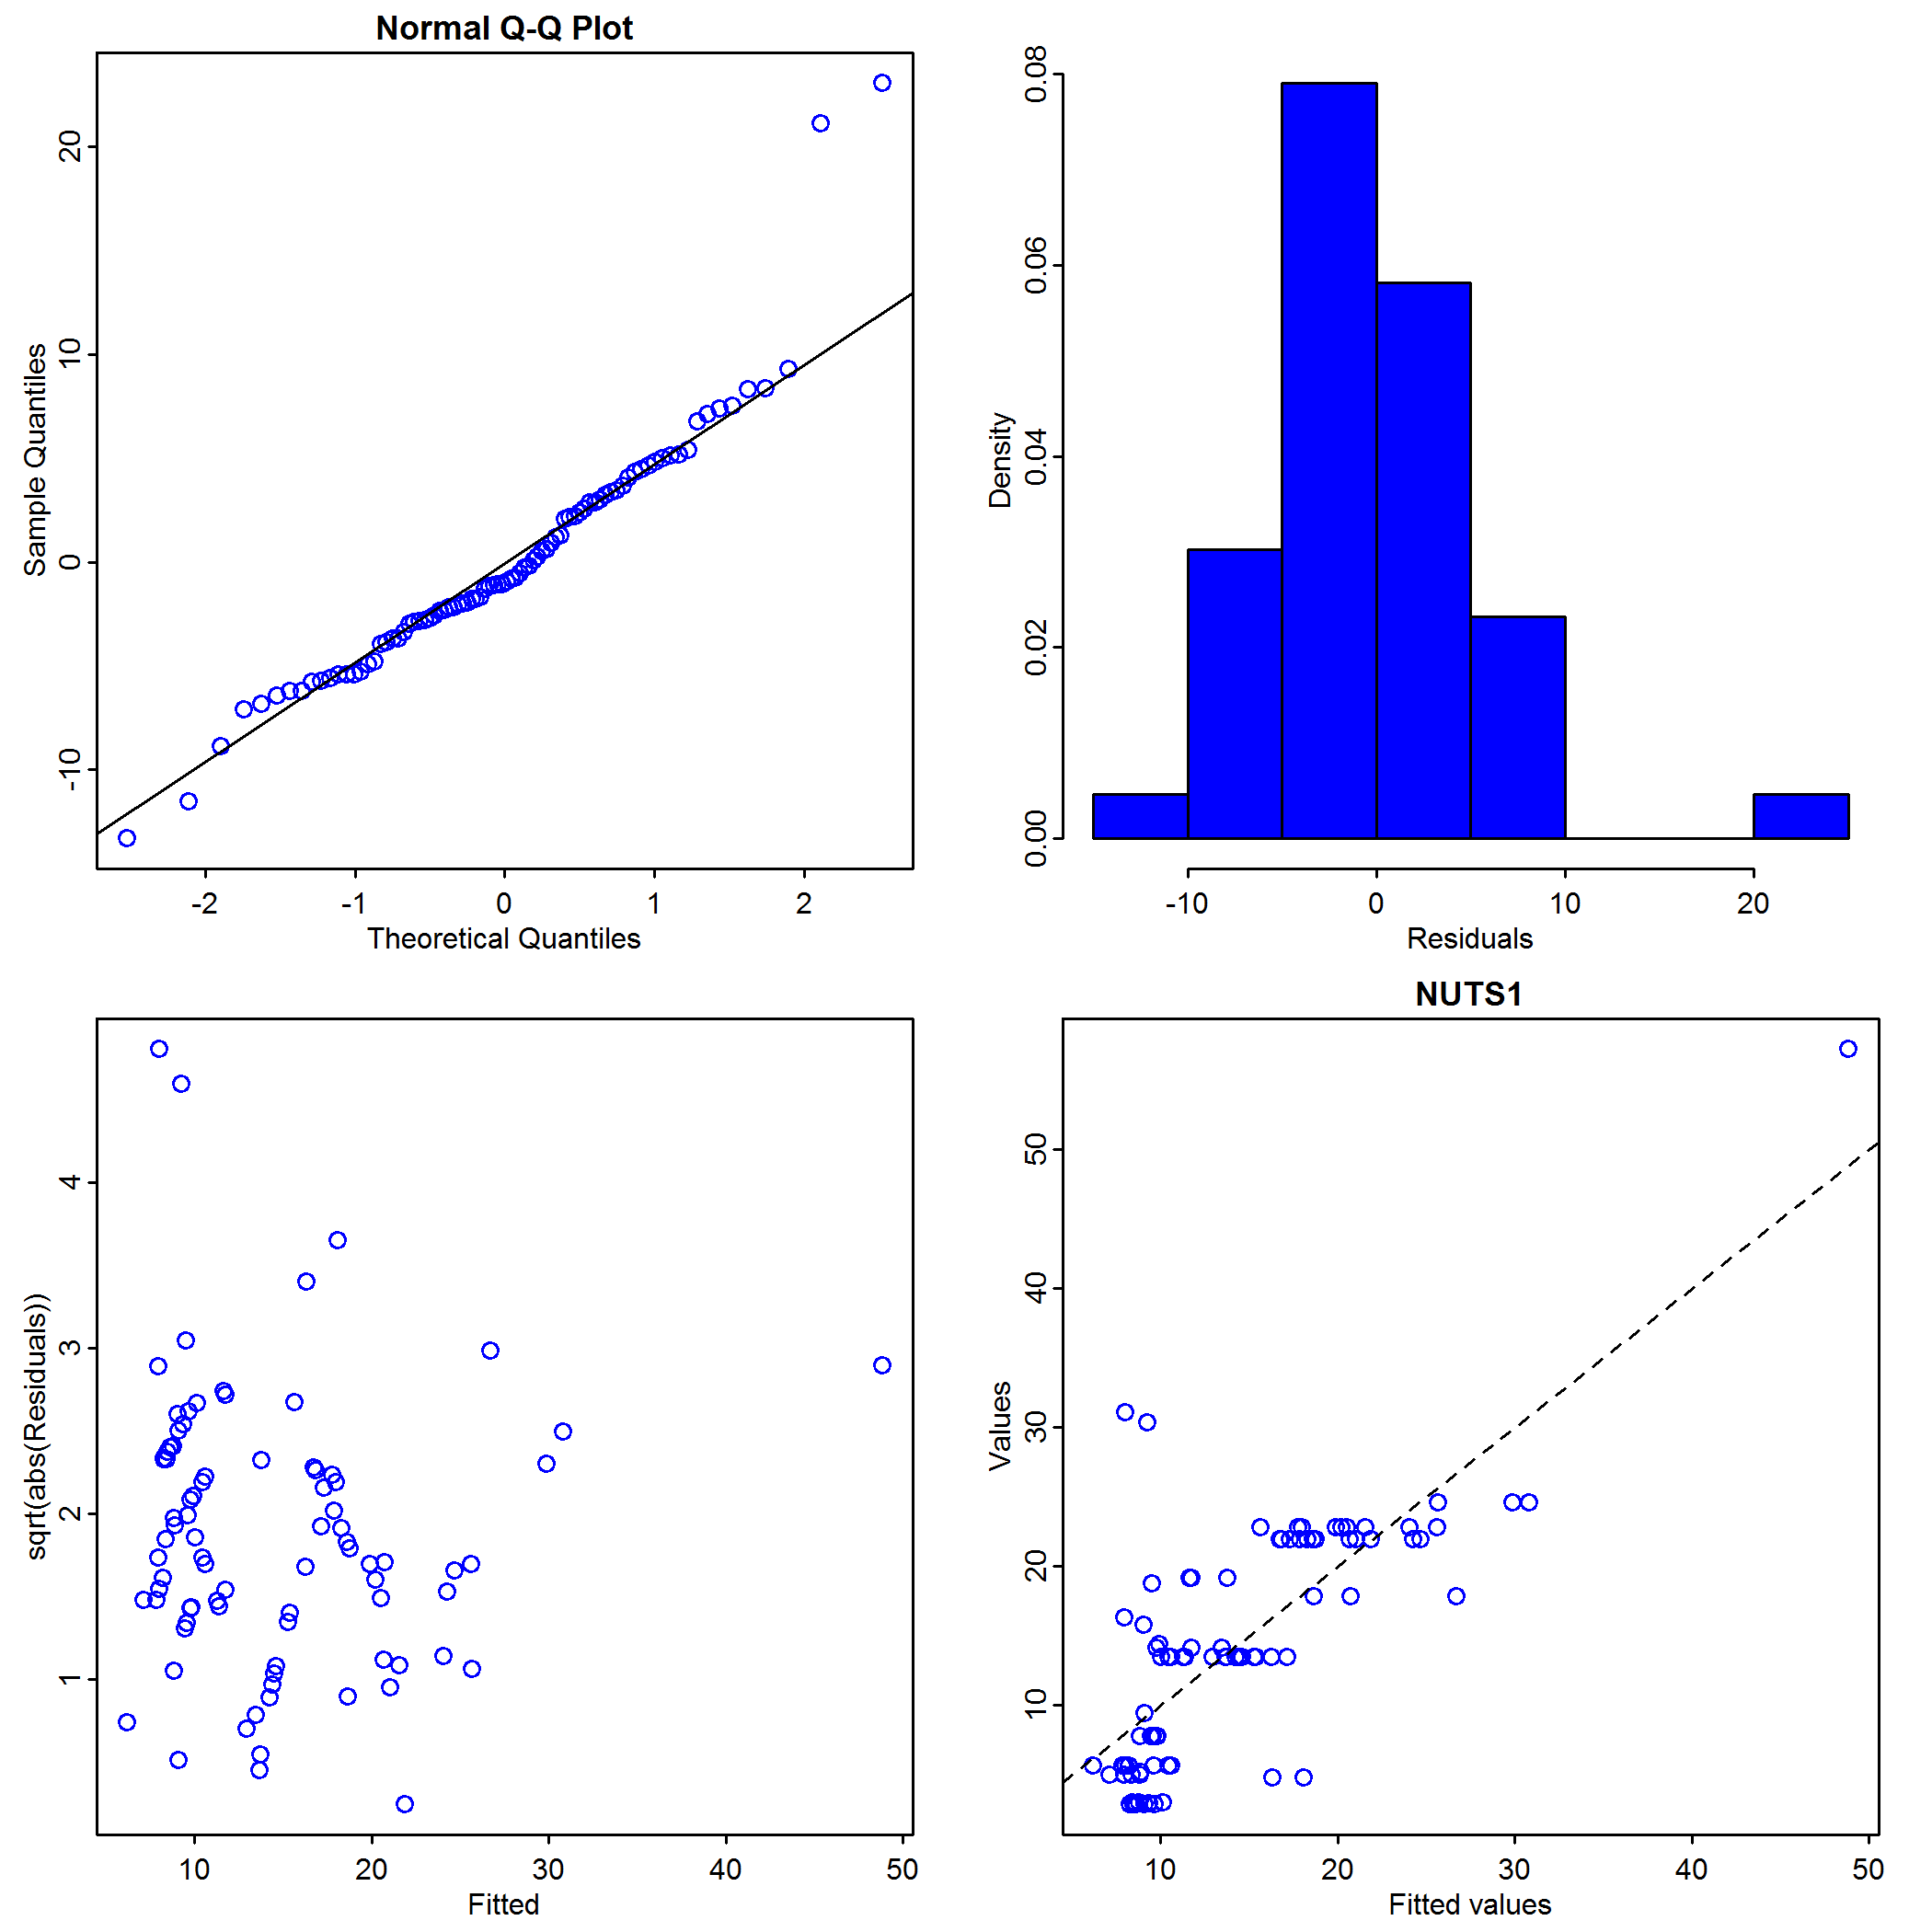 Normal Q-Q Plot
Sample Quantiles
20
10
0
-10
-2 -1 0 1 2
Theoretical Quantiles
Density
0.08
0.06
0.04
0.02
0.00
-10 0 10 20
Residuals
sqrt(abs(Residuals))
4
3
2
1
10 20 30 40 50
Fitted
NUTS1
Values
50
40
30
20
10
10 20 30 40 50
Fitted values